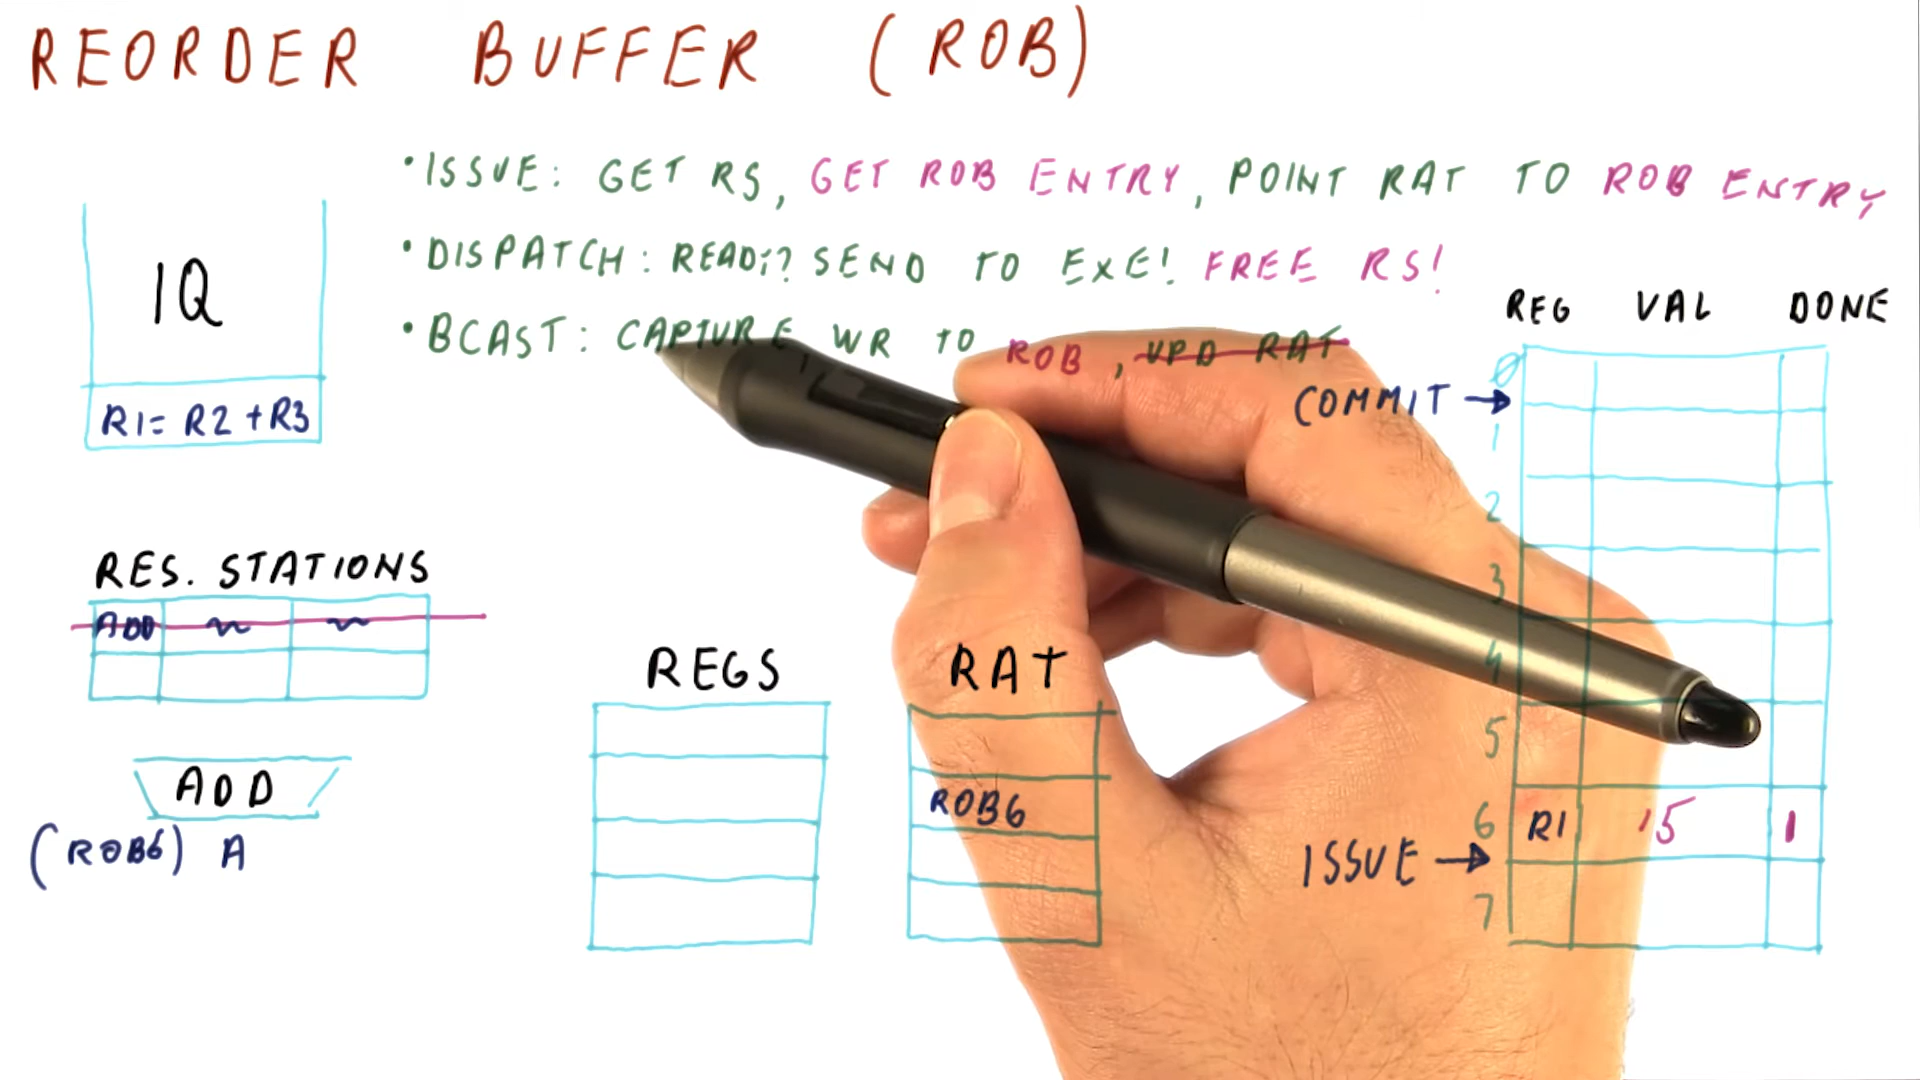 REORDER BUFFER (ROB)
•ISSUE: GET RS, GET ROB ENTRY, POINT RAT TO ROB ENTRY
•DISPATCH: READY? SEND TO EXE! FREE RS!
•BCAST: CAPTURE, WR TO ROB, UPD RAT
IQ
R1= R2 +R3
RES. STATIONS
ADD
ADD
(ROB6) A
REGS
RAT
ROB6
REG VAL DONE
COMMIT →
0
1
2
3
4
5
6 R1 15 1
ISSUE →
7